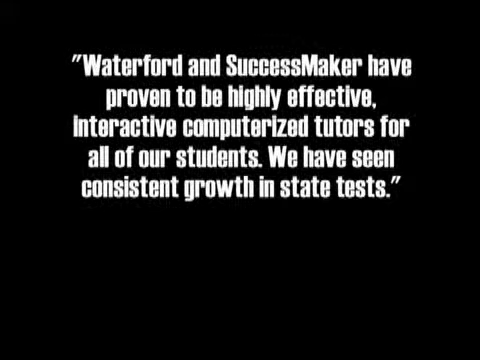 "Waterford and SuccessMaker have
proven to be highly effective,
interactive computerized tutors for
all of our students. We have seen
consistent growth in state tests."